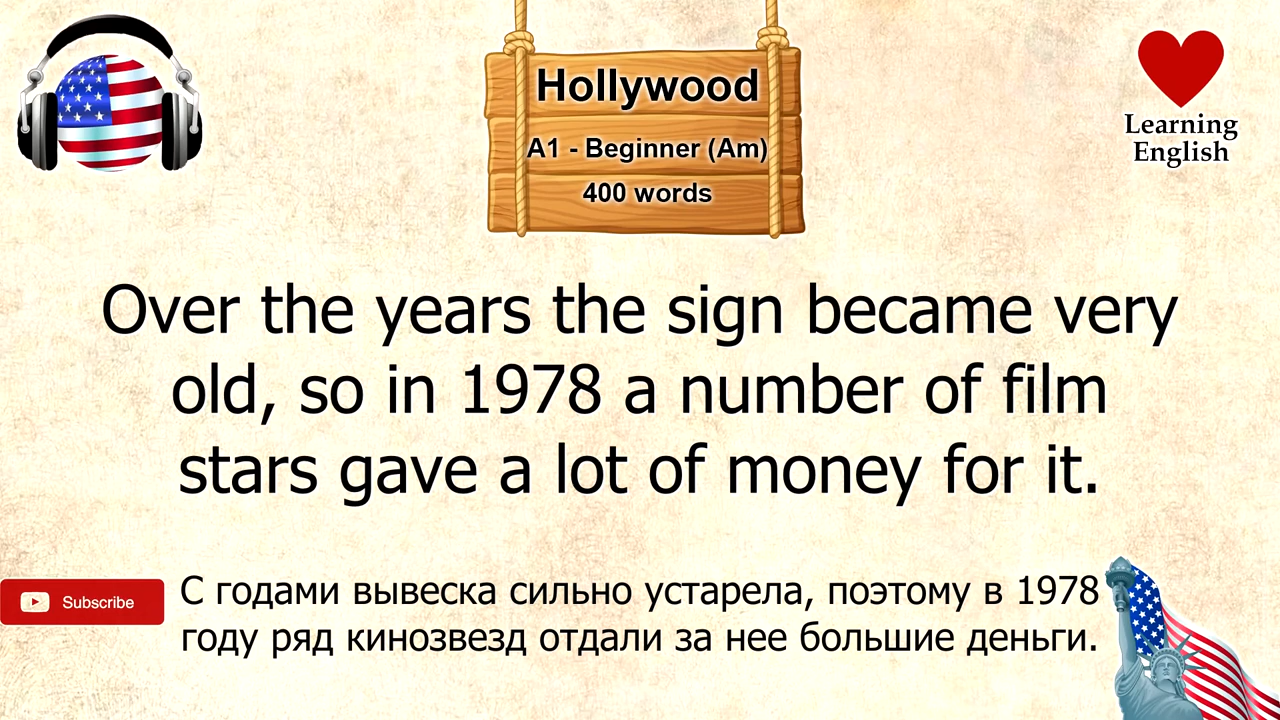 Hollywood
A1 - Beginner (Am)
400 words
Learning
English
Over the years the sign became very
old, so in 1978 a number of film
stars gave a lot of money for it.
Subscribe
С годами вывеска сильно устарела, поэтому в 1978
году ряд кинозвезд отдали за нее большие деньги.